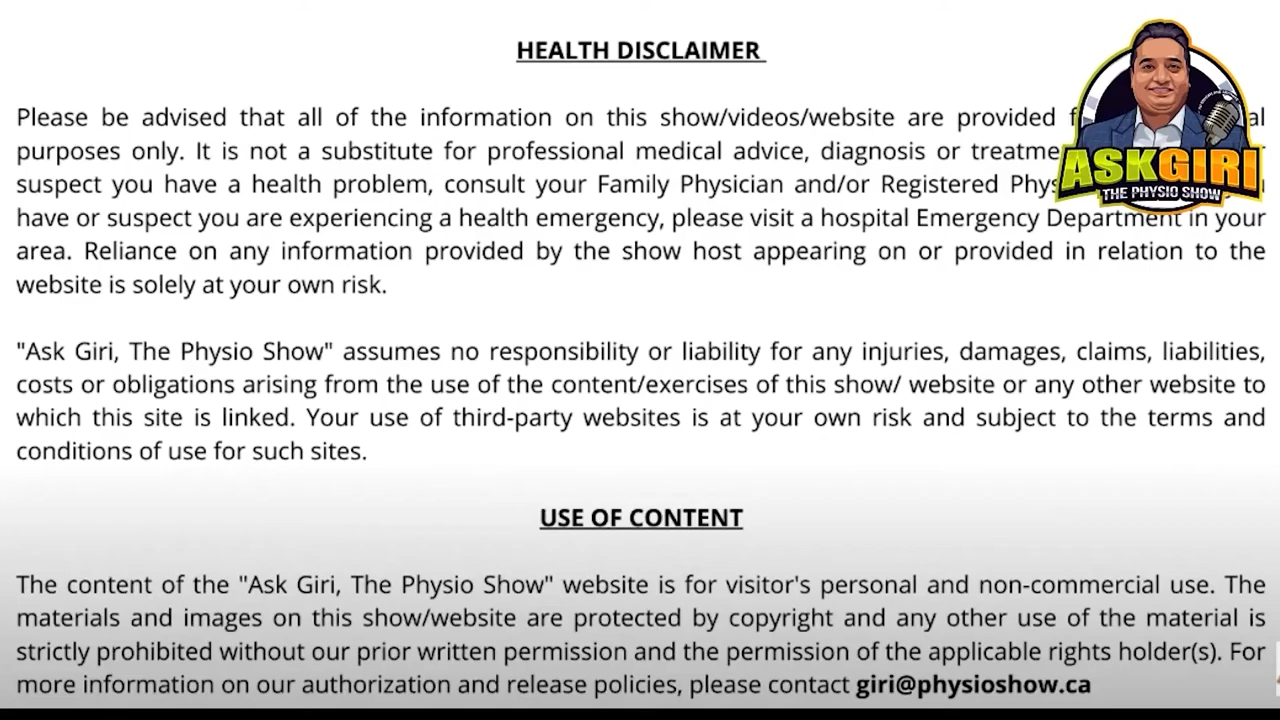 HEALTH DISCLAIMER
Please be advised that all of the information on this show/videos/website are provided
purposes only. It is not a substitute for professional medical advice, diagnosis or
suspect you have a health problem, consult your Family Physician and/or Registered
have or suspect you are experiencing a health emergency, please visit a hospital Emergency Department in your
area. Reliance on any information provided by the show host appearing on or provided in relation to the
website is solely at your own risk.
"Ask Giri, The Physio Show" assumes no responsibility or liability for any injuries, damages, claims, liabilities,
costs or obligations arising from the use of the content/exercises of this show/ website or any other website to
which this site is linked. Your use of third-party websites is at your own risk and subject to the terms and
conditions of use for such sites.
USE OF CONTENT
The content of the "Ask Giri, The Physio Show" website is for visitor's personal and non-commercial use. The
materials and images on this show/website are protected by copyright and any other use of the material is
strictly prohibited without our prior written permission and the permission of the applicable rights holder(s). For
more information on our authorization and release policies, please contact giri@physioshow.ca
ASKGIRI
THE PHYSIO SHOW